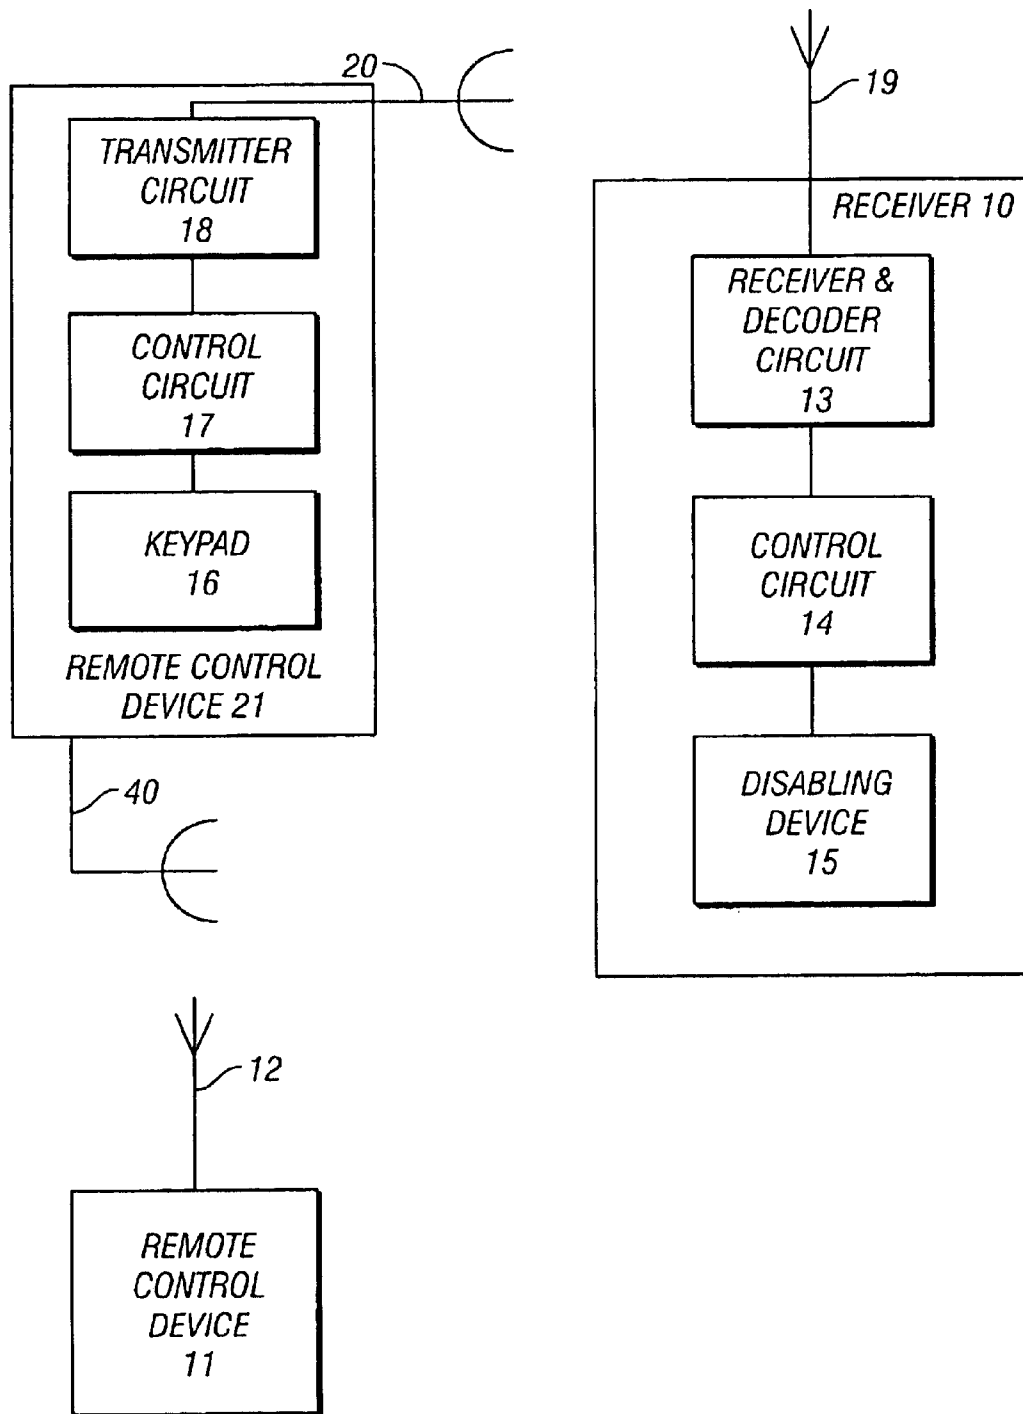 20
TRANSMITTER
CIRCUIT
18
CONTROL
CIRCUIT
17
KEYPAD
16
REMOTE CONTROL
DEVICE 21
40
12
REMOTE
CONTROL
DEVICE
11
19
RECEIVER 10
RECEIVER &
DECODER
CIRCUIT
13
CONTROL
CIRCUIT
14
DISABLING
DEVICE
15